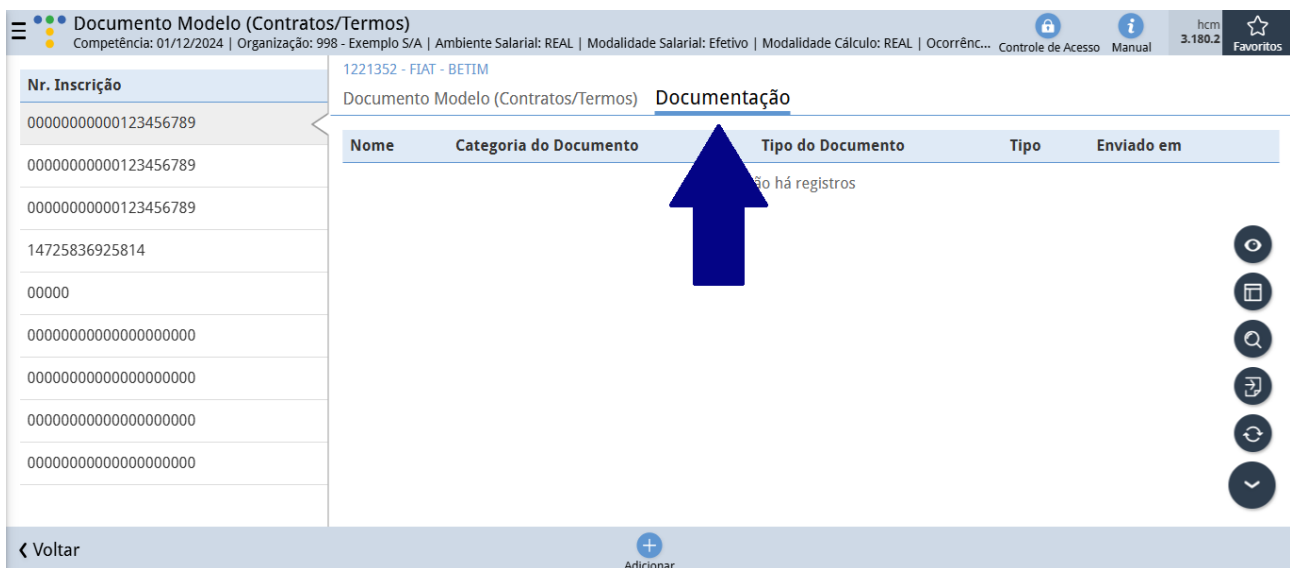 Documento Modelo (Contratos/Termos)
Competência: 01/12/2024 | Organização: 998 - Exemplo S/A | Ambiente Salarial: REAL | Modalidade Salarial: Efetivo | Modalidade Cálculo: REAL | Ocorrênc...
Controle de Acesso
Manual
hcm
3.180.2
Favoritos
Nr. Inscrição
00000000000123456789
00000000000123456789
00000000000123456789
14725836925814
00000
00000000000000000000
00000000000000000000
00000000000000000000
00000000000000000000
1221352 - FIAT - BETIM
Documento Modelo (Contratos/Termos) Documentação
Nome Categoria do Documento Tipo do Documento Tipo Enviado em
há registros
Voltar
Adicionar